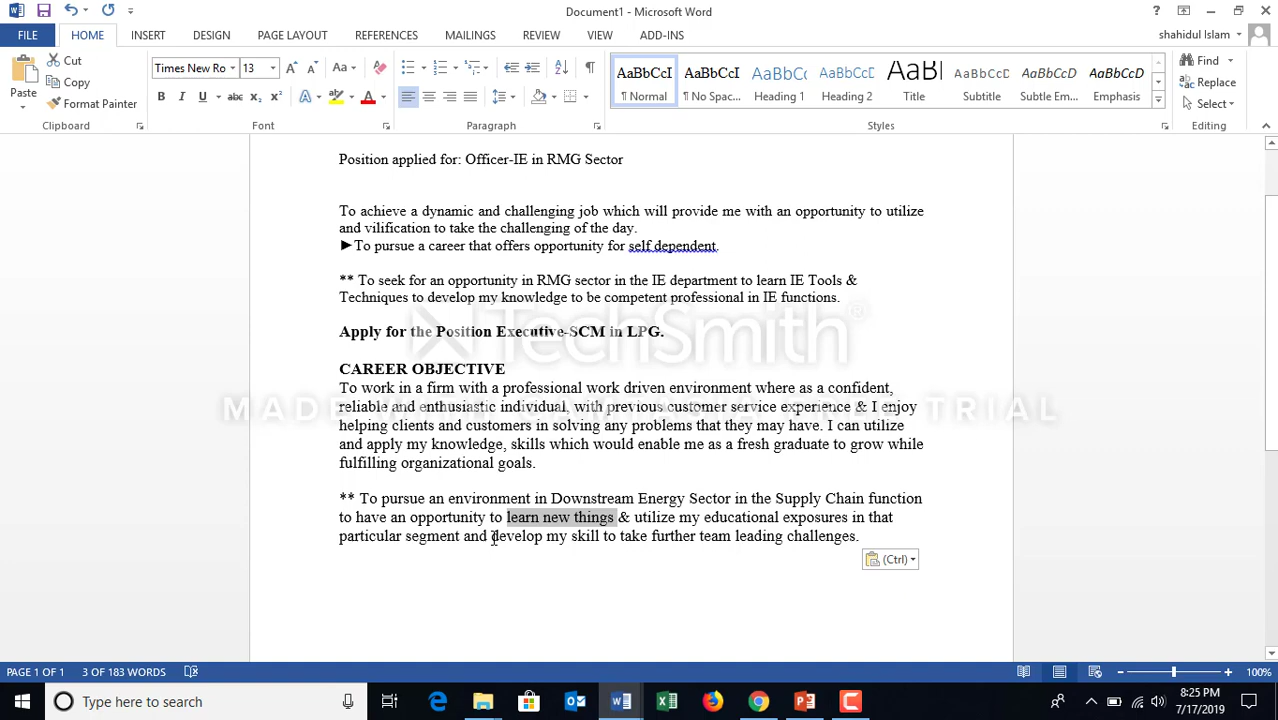 Document1 - Microsoft Word
FILE HOME INSERT DESIGN PAGE LAYOUT REFERENCES MAILINGS REVIEW VIEW ADD-INS shahidul Islam
Cut
Copy
Format Painter
Paste
Clipboard
Times New Ro 13
Font
Paragraph
AaBbCcI AaBbCcI AaBbC AaBbCc AaB AaBbCcD AaBbCcD AaBbCcD
¶ Normal ¶ No Spac... Heading 1 Heading 2 Title Subtitle Subtle Em... Emphasis
Styles
Find
Replace
Select
Editing
Position applied for: Officer-IE in RMG Sector
To achieve a dynamic and challenging job which will provide me with an opportunity to utilize
and vilification to take the challenging of the day.
►To pursue a career that offers opportunity for self dependent.
** To seek for an opportunity in RMG sector in the IE department to learn IE Tools &
Techniques to develop my knowledge to be competent professional in IE functions.
Apply for the Position Executive-SCM in LPG.
TechSmith®
MADE WITH CAMTASIA FREE TRIAL
CAREER OBJECTIVE
To work in a firm with a professional work driven environment where as a confident,
reliable and enthusiastic individual, with previous customer service experience & I enjoy
helping clients and customers in solving any problems that they may have. I can utilize
and apply my knowledge, skills which would enable me as a fresh graduate to grow while
fulfilling organizational goals.
** To pursue an environment in Downstream Energy Sector in the Supply Chain function
to have an opportunity to learn new things & utilize my educational exposures in that
particular segment and develop my skill to take further team leading challenges.
(Ctrl)
PAGE 1 OF 1 3 OF 183 WORDS 100%
Type here to search
8:25 PM
7/17/2019